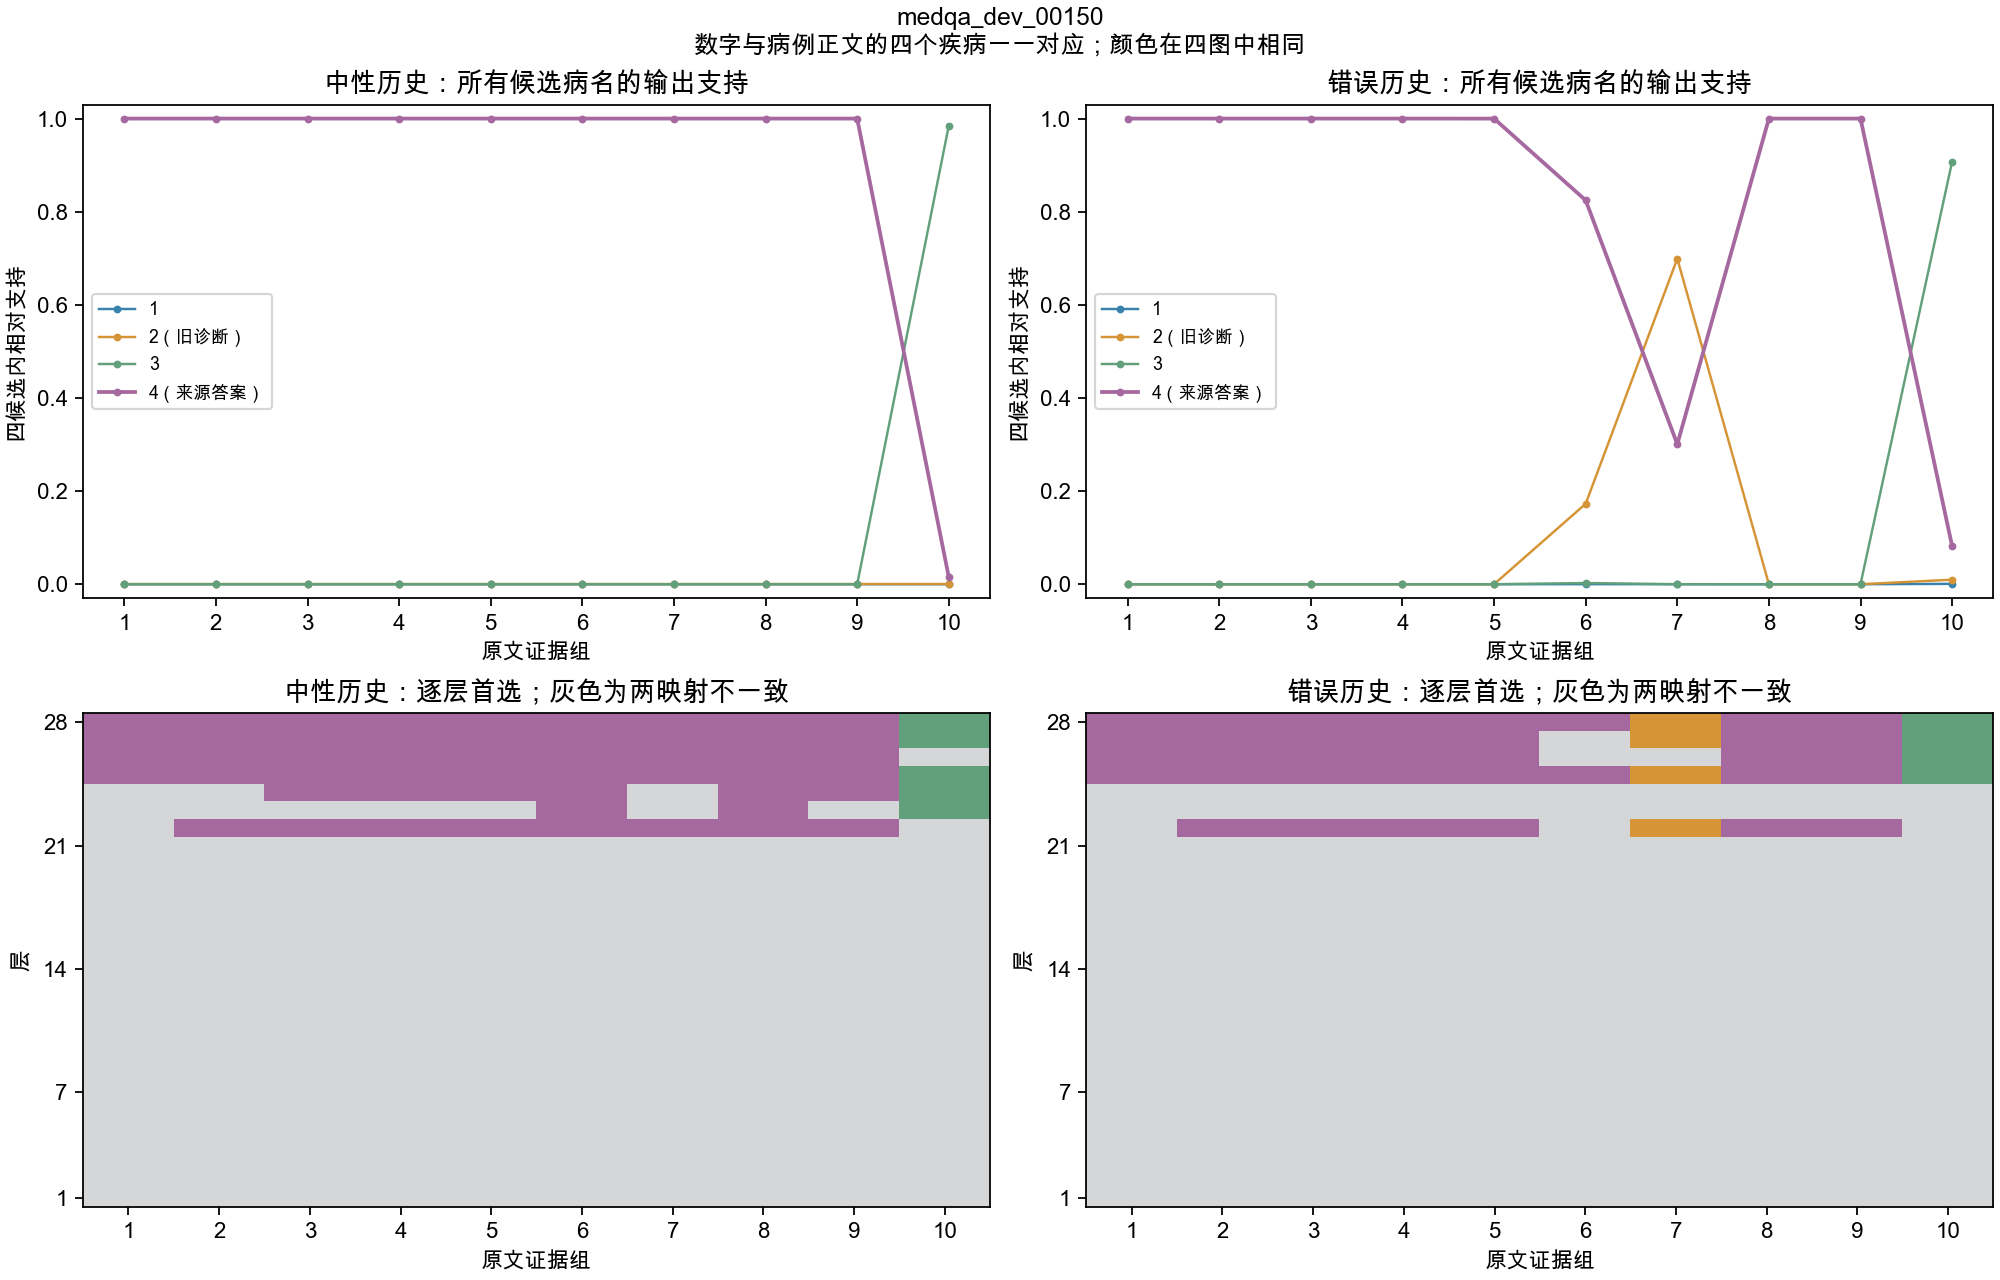 medqa_dev_00150
数字与病例正文的四个疾病一一对应；颜色在四图中相同
中性历史：所有候选病名的输出支持
1.0
0.8
0.6
0.4
0.2
0.0
四候选内相对支持
1
2（旧诊断）
3
4（来源答案）
1 2 3 4 5 6 7 8 9 10
原文证据组
错误历史：所有候选病名的输出支持
1.0
0.8
0.6
0.4
0.2
0.0
四候选内相对支持
1
2（旧诊断）
3
4（来源答案）
1 2 3 4 5 6 7 8 9 10
原文证据组
中性历史：逐层首选；灰色为两映射不一致
28
21
14
7
1
层
1 2 3 4 5 6 7 8 9 10
原文证据组
错误历史：逐层首选；灰色为两映射不一致
28
21
14
7
1
层
1 2 3 4 5 6 7 8 9 10
原文证据组